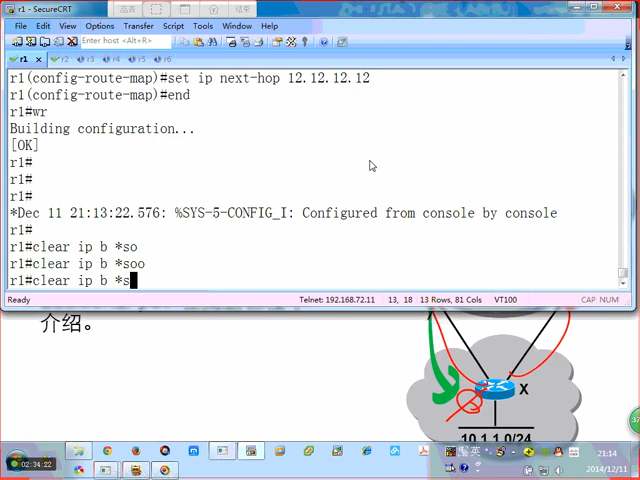 r1 - SecureCRT
File Edit View Options Transfer Script Tools Window Help
Enter host <Alt+R>
r1 r2 r3 r4 r5 r6
r1(config-route-map)#set ip next-hop 12.12.12.12
r1(config-route-map)#end
r1#wr
Building configuration...
[OK]
r1#
r1#
r1#
*Dec 11 21:13:22.576: %SYS-5-CONFIG_I: Configured from console by console
r1#
r1#clear ip b *so
r1#clear ip b *soo
r1#clear ip b *s
Ready Telnet: 192.168.72.11 13, 18 13 Rows, 81 Cols VT100 CAP NUM
介绍。
X
10.1.1.0/24
02:34:22
英
21:14
2014/12/11